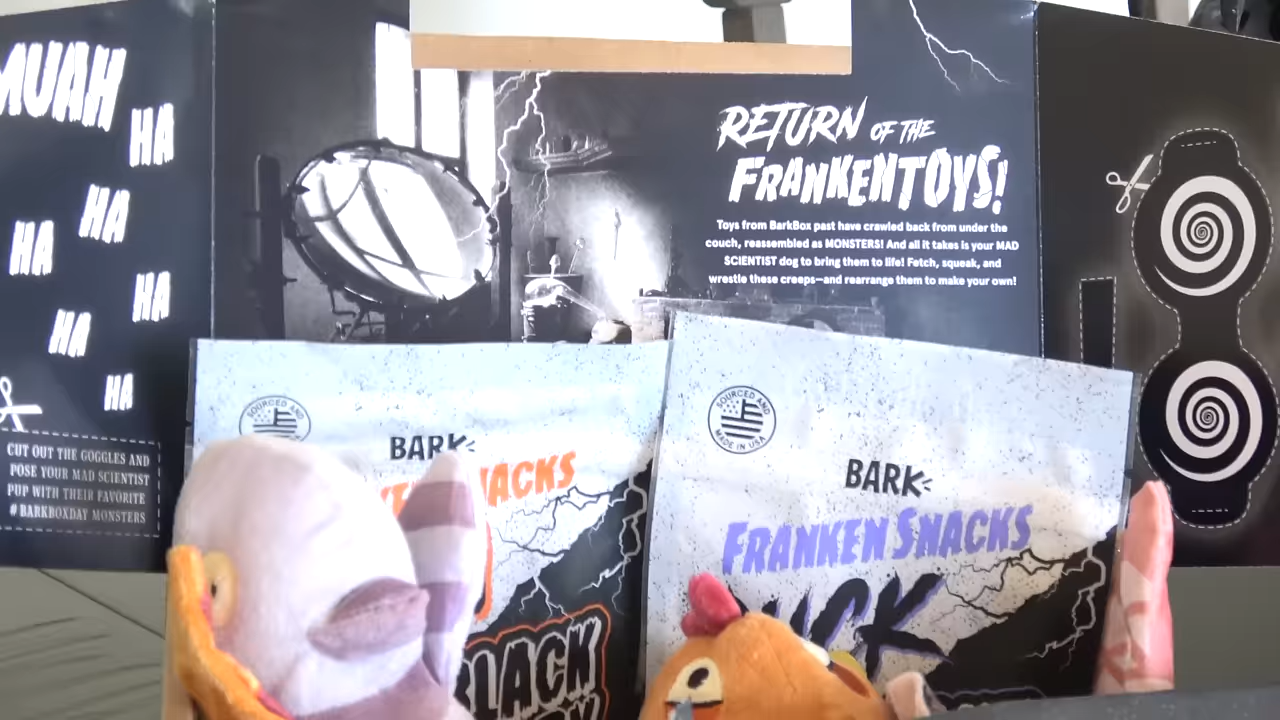 MUAH
HA
HA
HA
HA
HA
HA
CUT OUT THE GOGGLES AND
POSE YOUR MAD SCIENTIST
PUP WITH THEIR FAVORITE
#BARKBOXDAY MONSTERS
RETURN OF THE
FRANKENTOYS!
Toys from BarkBox past have crawled back from under the
couch, reassembled as MONSTERS! And all it takes is your MAD
SCIENTIST dog to bring them to life! Fetch, squeak, and
wrestle these creeps—and rearrange them to make your own!
SOURCED AND
BARK
SNACKS
BLACK
SOURCED AND
MADE IN USA
BARK
FRANKEN SNACKS